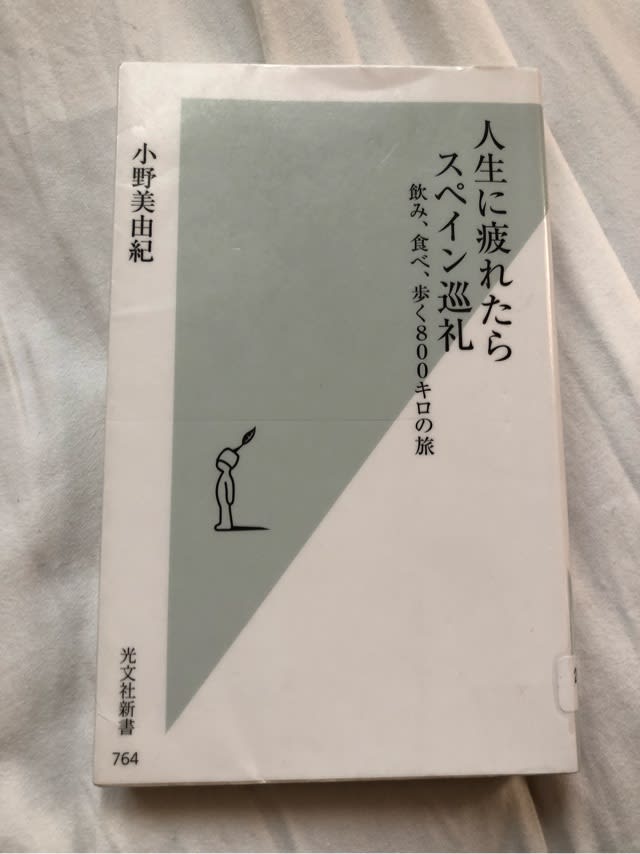 人生に疲れたら
スペイン巡礼
飲み、食べ、歩く800キロの旅
小野美由紀
光文社新書
764